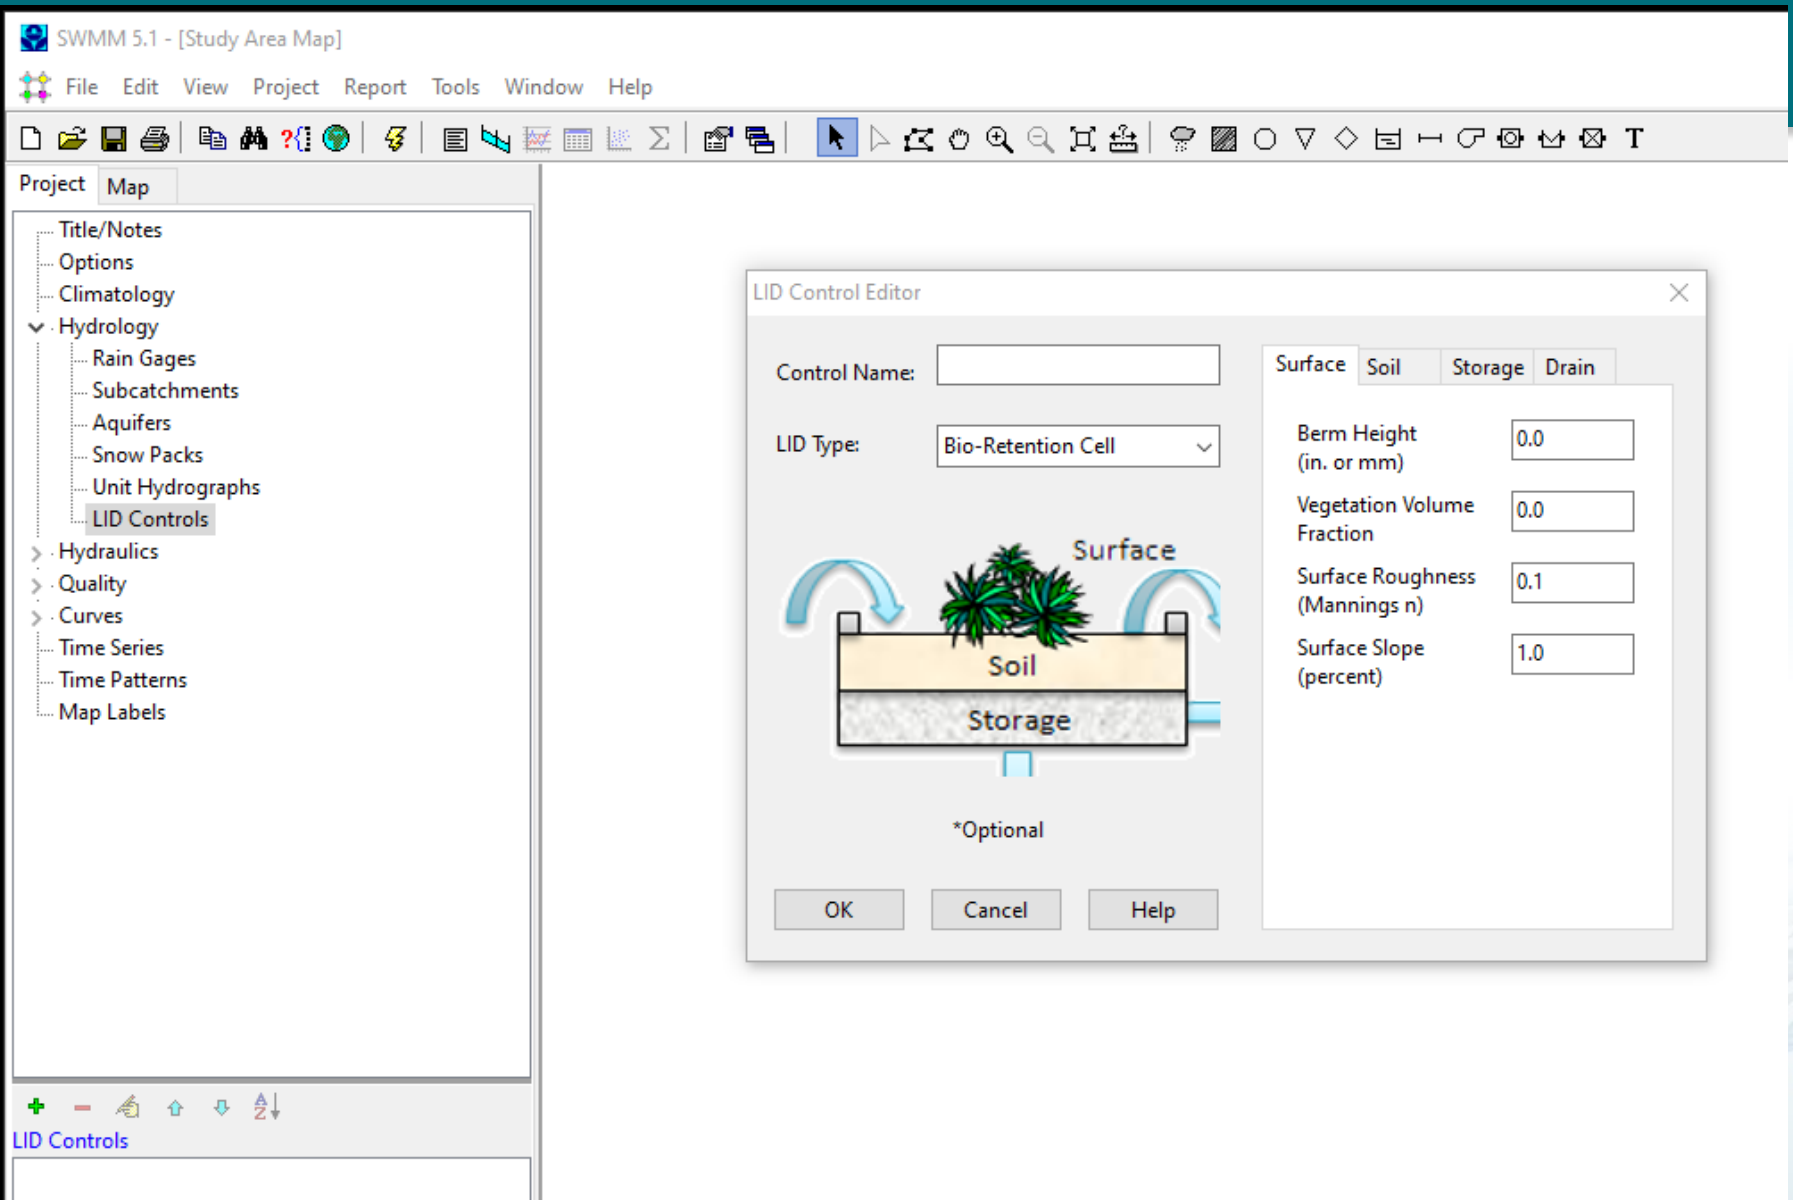 SWMM 5.1 - [Study Area Map]
File Edit View Project Report Tools Window Help
?{} Σ T
Project Map
Title/Notes
Options
Climatology
Hydrology
Rain Gages
Subcatchments
Aquifers
Snow Packs
Unit Hydrographs
LID Controls
Hydraulics
Quality
Curves
Time Series
Time Patterns
Map Labels
A
Z
LID Controls
LID Control Editor
Control Name:
LID Type: Bio-Retention Cell
Surface
Soil
Storage
*Optional
OK Cancel Help
Surface Soil Storage Drain
Berm Height
(in. or mm)
0.0
Vegetation Volume
Fraction
0.0
Surface Roughness
(Mannings n)
0.1
Surface Slope
(percent)
1.0